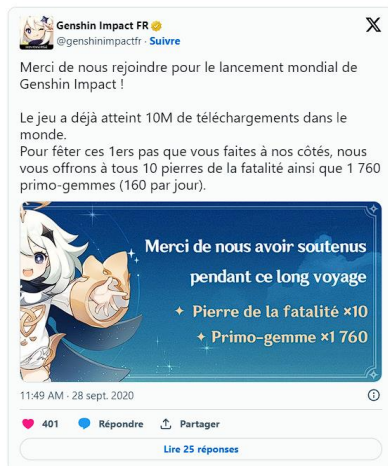 Genshin Impact FR
@genshinimpactfr · Suivre
Merci de nous rejoindre pour le lancement mondial de
Genshin Impact !
Le jeu a déjà atteint 10M de téléchargements dans le
monde.
Pour fêter ces 1ers pas que vous faites à nos côtés, nous
vous offrons à tous 10 pierres de la fatalité ainsi que 1 760
primo-gemmes (160 par jour).
Merci de nous avoir soutenus
pendant ce long voyage
Pierre de la fatalité ×10
Primo-gemme ×1 760
11:49 AM · 28 sept. 2020
401 Répondre Partager
Lire 25 réponses